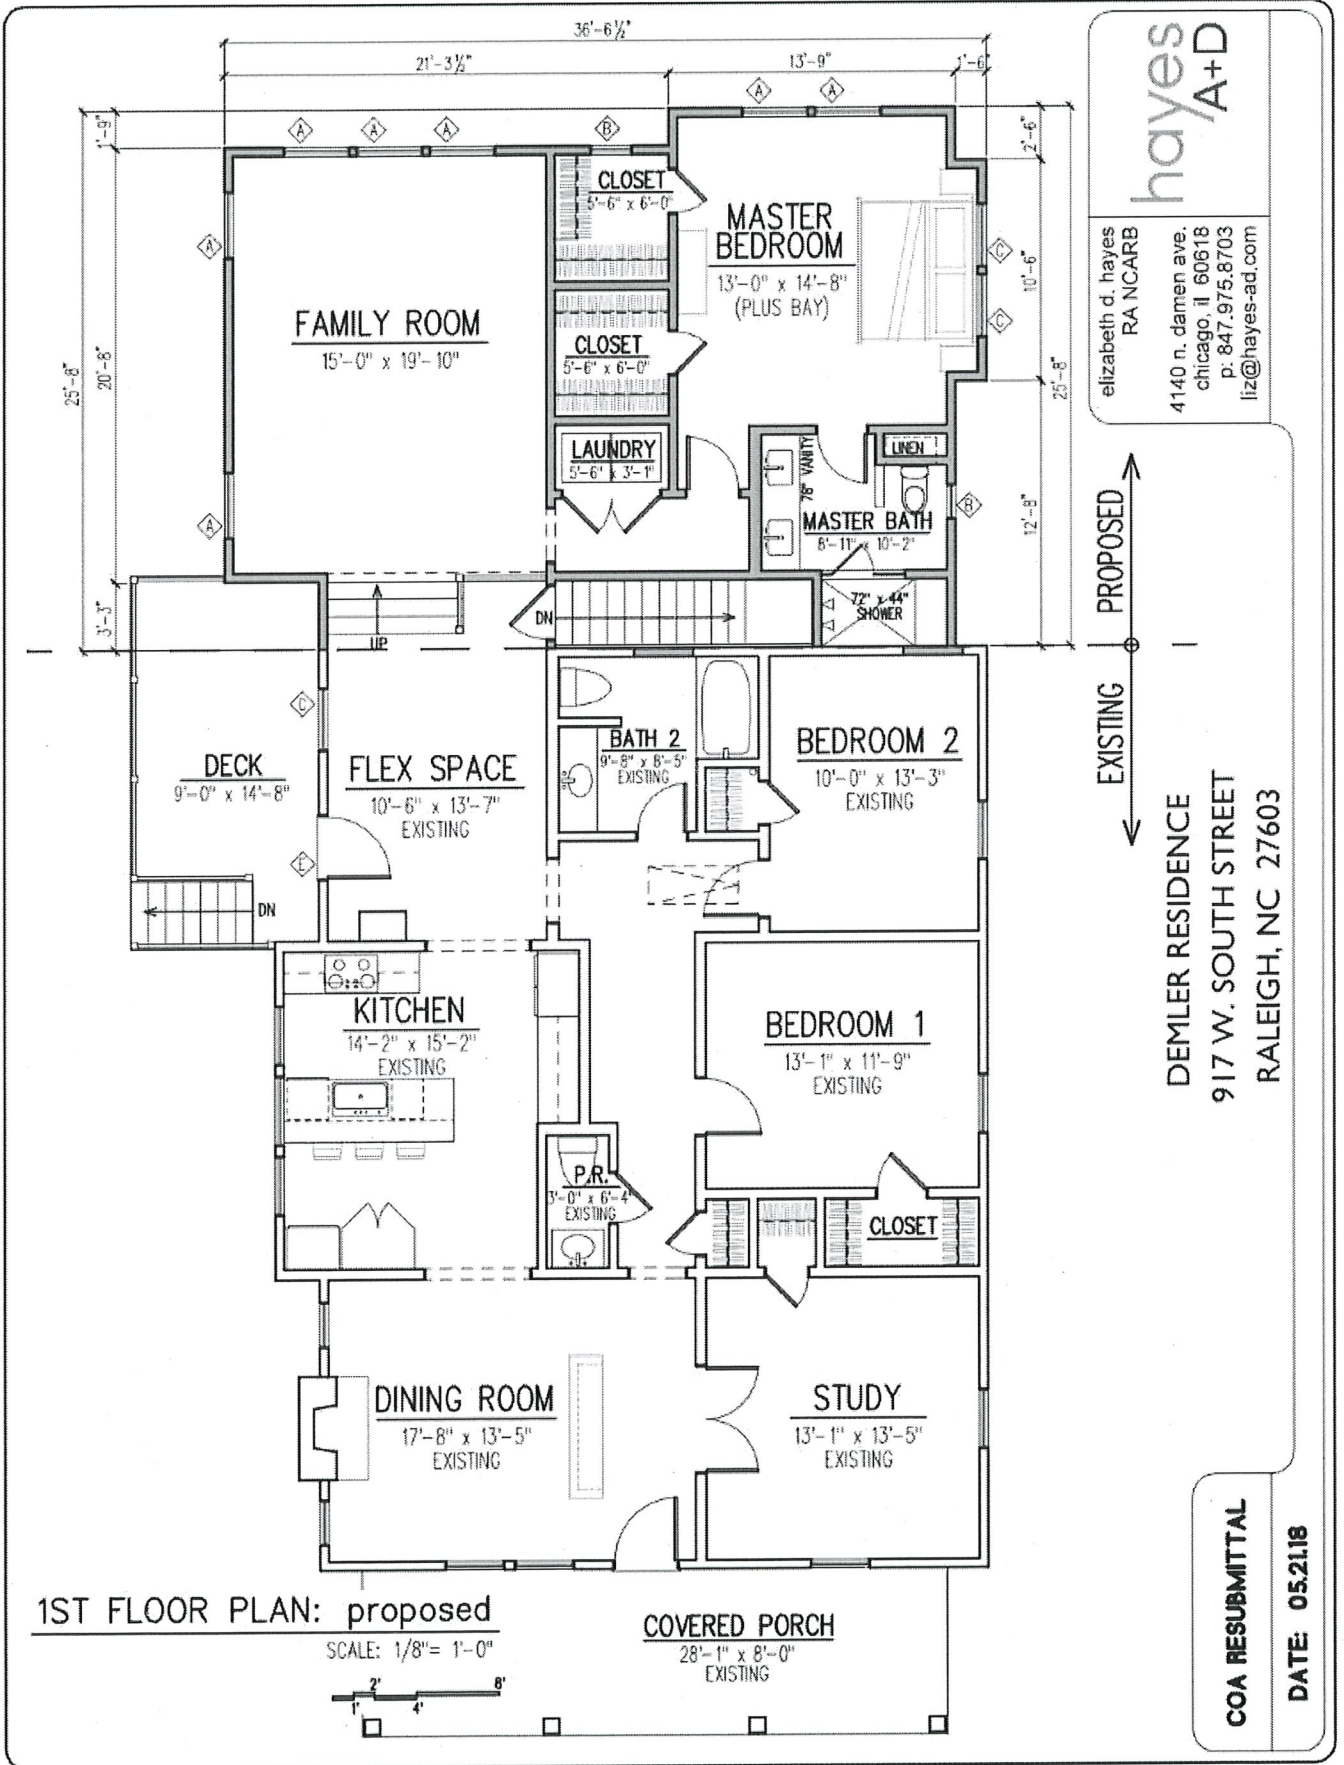 36'-6½"
21'-3½"
13'-9"
1'-6"
A
A
A
A
A
B
1'-9"
2'-6"
CLOSET
5'-6" x 6'-0"
MASTER
BEDROOM
13'-0" x 14'-8"
(PLUS BAY)
A
C
10'-6"
C
FAMILY ROOM
15'-0" x 19'-10"
CLOSET
5'-6" x 6'-0"
25'-8"
20'-8"
25'-8"
LAUNDRY
5'-6" x 3'-1"
78" VANITY
LINEN
B
MASTER BATH
8'-11" x 10'-2"
12'-8"
A
3'-3"
UP
DN
72" x 44"
SHOWER
C
DECK
9'-0" x 14'-8"
FLEX SPACE
10'-6" x 13'-7"
EXISTING
BATH 2
9'-8" x 8'-5"
EXISTING
BEDROOM 2
10'-0" x 13'-3"
EXISTING
E
DN
KITCHEN
14'-2" x 15'-2"
EXISTING
BEDROOM 1
13'-1" x 11'-9"
EXISTING
P.R.
3'-0" x 6'-4"
EXISTING
CLOSET
DINING ROOM
17'-8" x 13'-5"
EXISTING
STUDY
13'-1" x 13'-5"
EXISTING
1ST FLOOR PLAN: proposed
SCALE: 1/8"= 1'-0"
1'
2'
4'
8'
COVERED PORCH
28'-1" x 8'-0"
EXISTING
hayes
A+D
elizabeth d. hayes
RA NCARB
4140 n. damen ave.
chicago, il 60618
p: 847.975.8703
liz@hayes-ad.com
EXISTING
PROPOSED
DEMLER RESIDENCE
917 W. SOUTH STREET
RALEIGH, NC 27603
COA RESUBMITTAL
DATE: 05.21.18